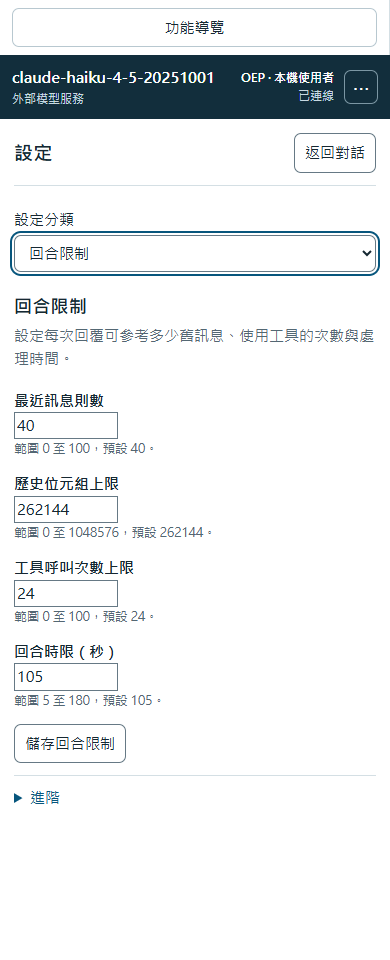 功能導覽
claude-haiku-4-5-20251001
OEP · 本機使用者
外部模型服務
已連線
...
設定
返回對話
設定分類
回合限制
回合限制
設定每次回覆可參考多少舊訊息、使用工具的次數與處
理時間。
最近訊息則數
40
範圍 0 至 100，預設 40。
歷史位元組上限
262144
範圍 0 至 1048576，預設 262144。
工具呼叫次數上限
24
範圍 0 至 100，預設 24。
回合時限（秒）
105
範圍 5 至 180，預設 105。
儲存回合限制
進階